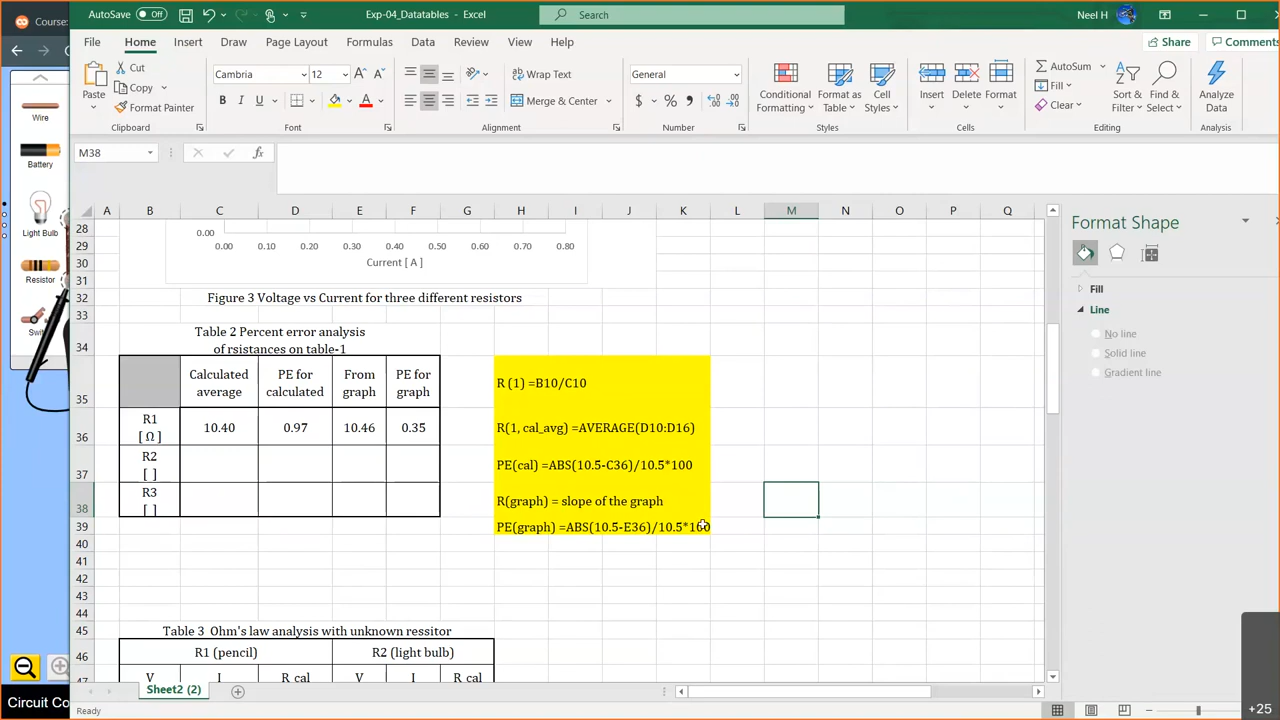 Course:
AutoSave Off
Exp-04_Datatables - Excel
Search
Neel H
File Home Insert Draw Page Layout Formulas Data Review View Help
Share
Comments
Paste
Cut
Copy
Format Painter
Clipboard
Cambria 12
B I U
Font
Wrap Text
Merge & Center
Alignment
General
$ % 9
Number
Conditional Formatting
Format as Table
Cell Styles
Styles
Insert Delete Format
Cells
AutoSum
Fill
Clear
Sort & Filter
Find & Select
Editing
Analyze Data
Analysis
M38
fx
A B C D E F G H I J K L M N O P Q
28
29
30
31
32
33
34
35
36
37
38
39
40
41
42
43
44
45
46
47
0.00
0.00 0.10 0.20 0.30 0.40 0.50 0.60 0.70 0.80
Current [ A ]
Figure 3 Voltage vs Current for three different resistors
Table 2 Percent error analysis
of rsistances on table-1
Calculated average
PE for calculated
From graph
PE for graph
R1 [ Ω ] 10.40 0.97 10.46 0.35
R2 [ ]
R3 [ ]
R (1) =B10/C10
R(1, cal_avg) =AVERAGE(D10:D16)
PE(cal) =ABS(10.5-C36)/10.5*100
R(graph) = slope of the graph
PE(graph) =ABS(10.5-E36)/10.5*100
Table 3 Ohm's law analysis with unknown ressitor
R1 (pencil) R2 (light bulb)
V I R cal V I R cal
Format Shape
Fill
Line
No line
Solid line
Gradient line
Wire
Battery
Light Bulb
Resistor
Circuit Co
Sheet2 (2)
Ready
+25